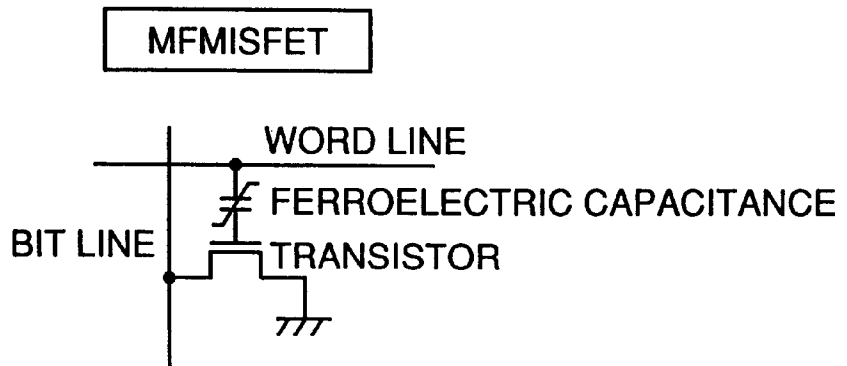 MFMISFET
WORD LINE
FERROELECTRIC CAPACITANCE
BIT LINE
TRANSISTOR